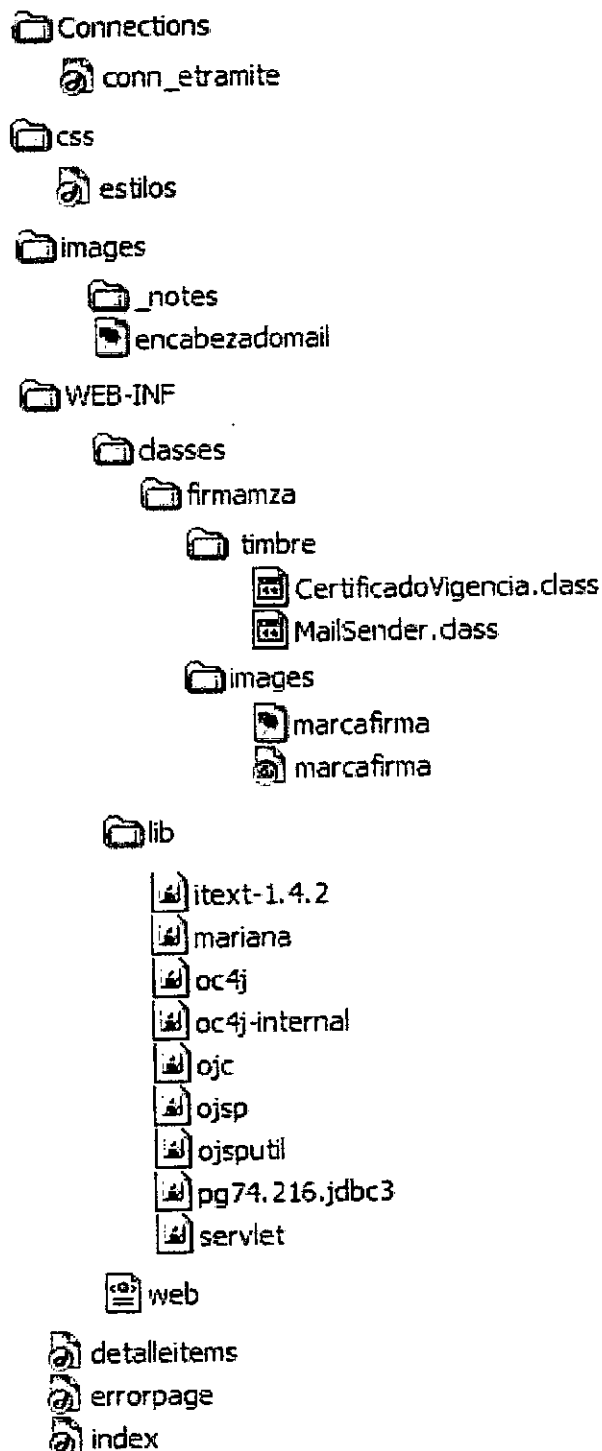 Connections
conn_etramite
css
estilos
images
_notes
encabezadomail
WEB-INF
classes
firmamza
timbre
CertificadoVigencia.class
MailSender.class
images
marcafirma
marcafirma
lib
itext-1.4.2
mariana
oc4j
oc4j-internal
ojc
ojsp
ojsputil
pg74.216.jdbc3
servlet
web
detalleitems
errorpage
index